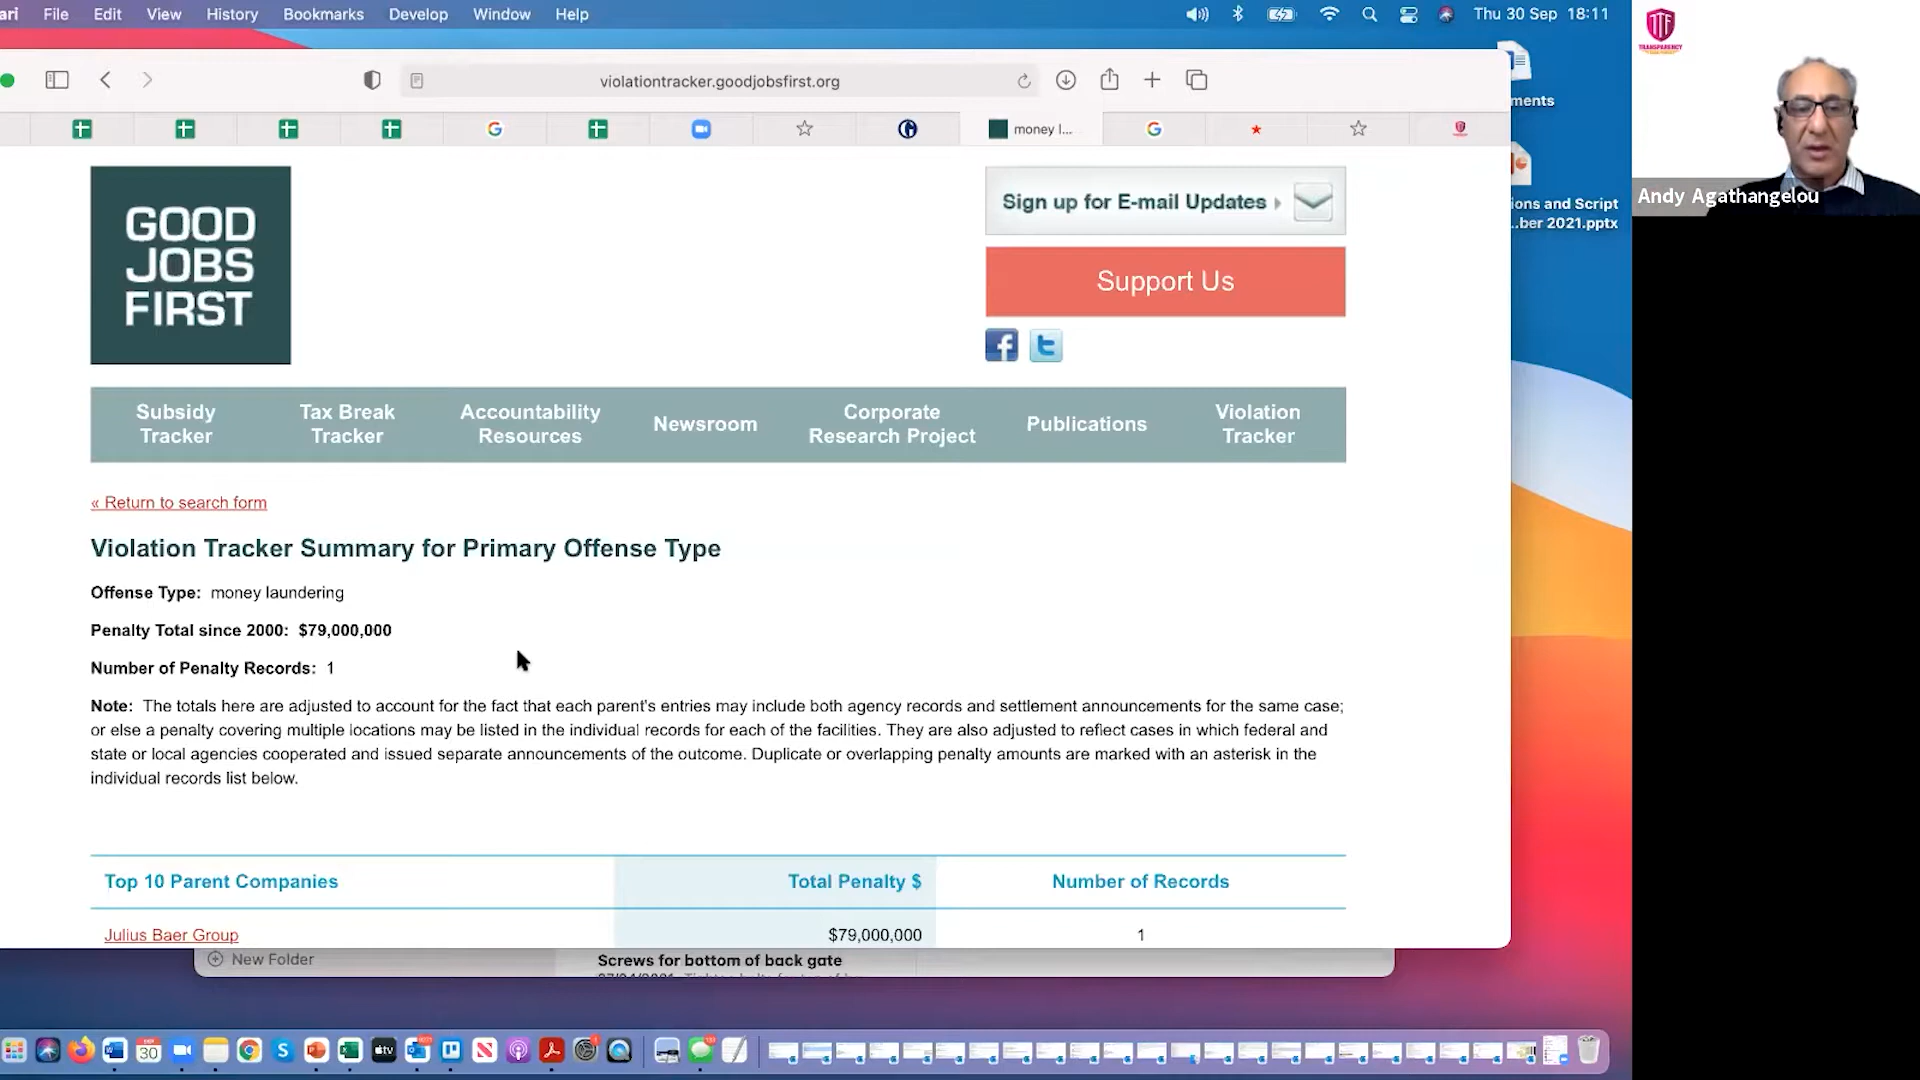 ari File Edit View History Bookmarks Develop Window Help Thu 30 Sep 18:11
TTF
TRANSPARENCY
violationtracker.goodjobsfirst.org
ments
money l...
GOOD
JOBS
FIRST
Sign up for E-mail Updates
Andy Agathangelou
ions and Script
...ber 2021.pptx
Support Us
Subsidy Tracker
Tax Break Tracker
Accountability Resources
Newsroom
Corporate Research Project
Publications
Violation Tracker
« Return to search form
Violation Tracker Summary for Primary Offense Type
Offense Type: money laundering
Penalty Total since 2000: $79,000,000
Number of Penalty Records: 1
Note: The totals here are adjusted to account for the fact that each parent's entries may include both agency records and settlement announcements for the same case;
or else a penalty covering multiple locations may be listed in the individual records for each of the facilities. They are also adjusted to reflect cases in which federal and
state or local agencies cooperated and issued separate announcements of the outcome. Duplicate or overlapping penalty amounts are marked with an asterisk in the
individual records list below.
Top 10 Parent Companies Total Penalty $ Number of Records
Julius Baer Group $79,000,000 1
New Folder
Screws for bottom of back gate
30
tv